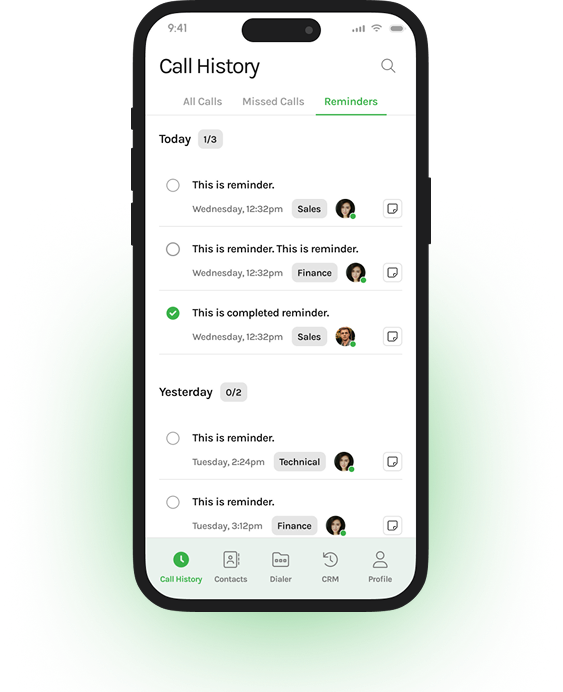 9:41
Call History
All Calls Missed Calls Reminders
Today 1/3
This is reminder.
Wednesday, 12:32pm Sales
This is reminder. This is reminder.
Wednesday, 12:32pm Finance
This is completed reminder.
Wednesday, 12:32pm Sales
Yesterday 0/2
This is reminder.
Tuesday, 2:24pm Technical
This is reminder.
Tuesday, 3:12pm Finance
Call History Contacts Dialer CRM Profile